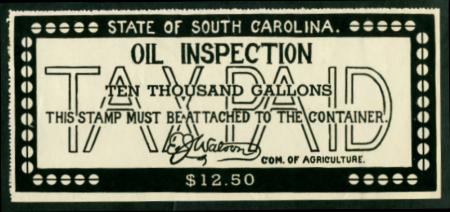 STATE OF SOUTH CAROLINA.
OIL INSPECTION
TAX PAID
TEN THOUSAND GALLONS
THIS STAMP MUST BE ATTACHED TO THE CONTAINER.
E.J. Watson
COM. OF AGRICULTURE.
$12.50